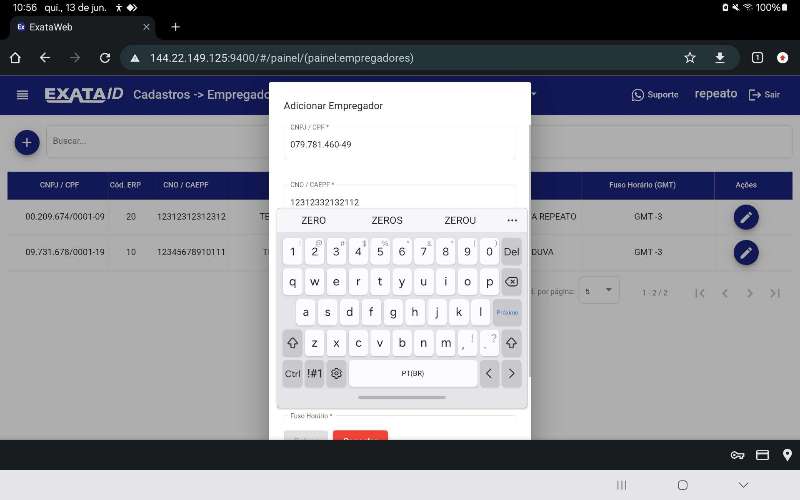 10:56 qui., 13 de jun.
100%
ExataWeb
144.22.149.125:9400/#/painel/(painel:empregadores)
1
EXATAID Cadastros -> Empregado
Suporte
repeato
Sair
Adicionar Empregador
CNPJ / CPF *
079.781.460-49
CNO / CAEPF *
12312332132112
Buscar...
CNPJ / CPF Cód. ERP CNO / CAEPF Fuso Horário (GMT) Ações
00.209.674/0001-09 20 12312312312312 TE A REPEATO GMT -3
09.731.678/0001-19 10 12345678910111 DUVA GMT -3
por página: 5 1 - 2 / 2
ZERO ZEROS ZEROU ...
1 2 3 4 5 6 7 8 9 0 Del
q w e r t y u i o p
a s d f g h j k l Próximo
z x c v b n m , ! . ?
Ctrl !#1 PT(BR)
Fuso Horário *